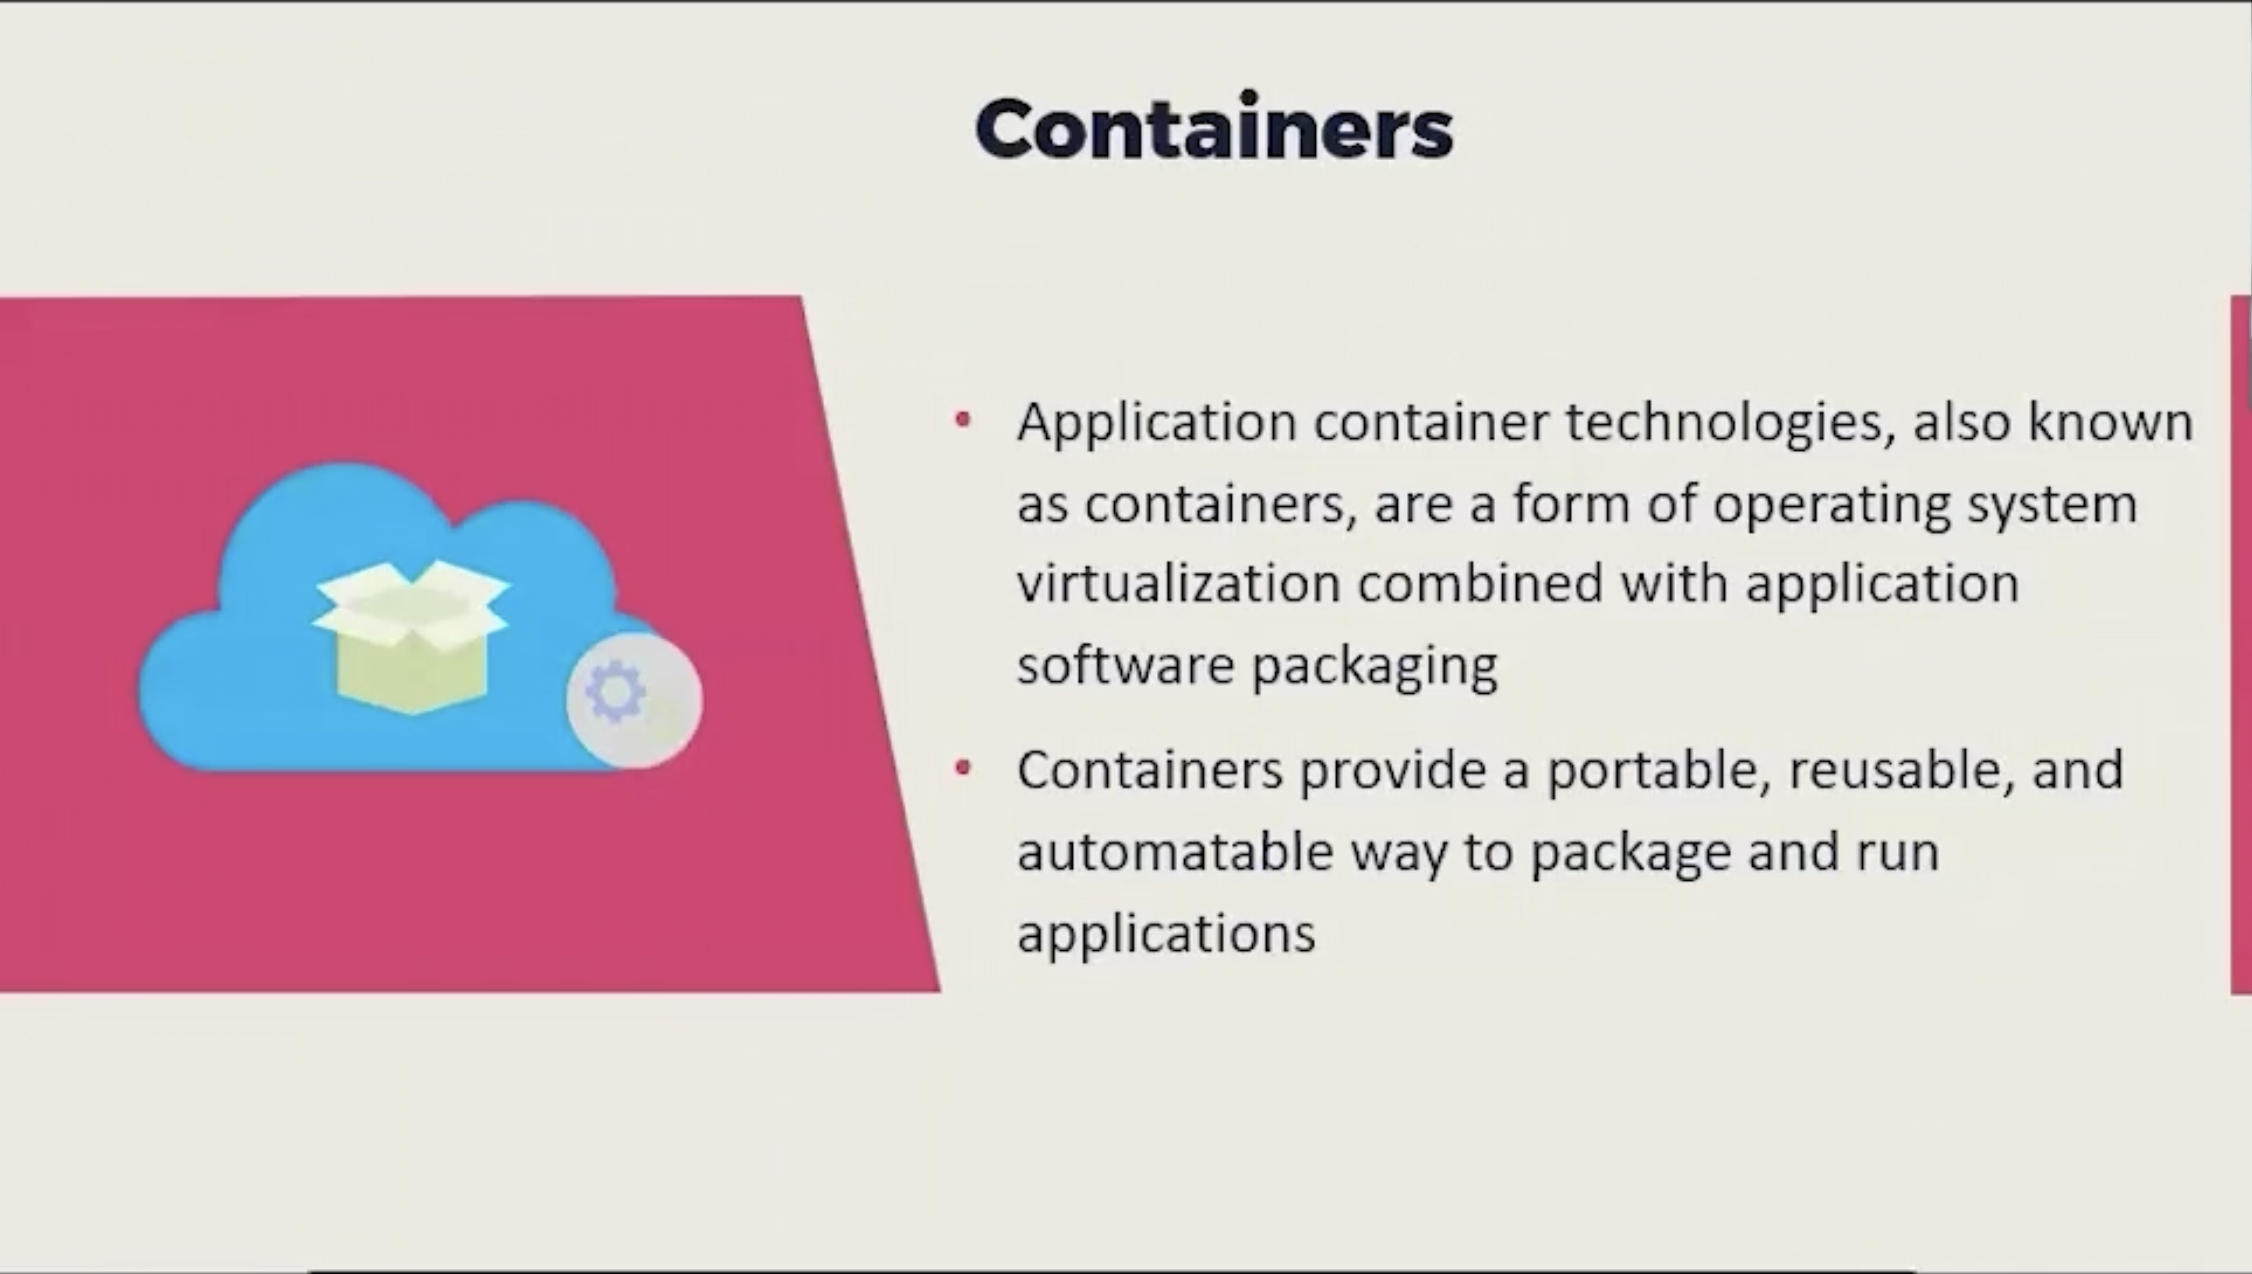 Containers
• Application container technologies, also known
as containers, are a form of operating system
virtualization combined with application
software packaging
• Containers provide a portable, reusable, and
automatable way to package and run
applications